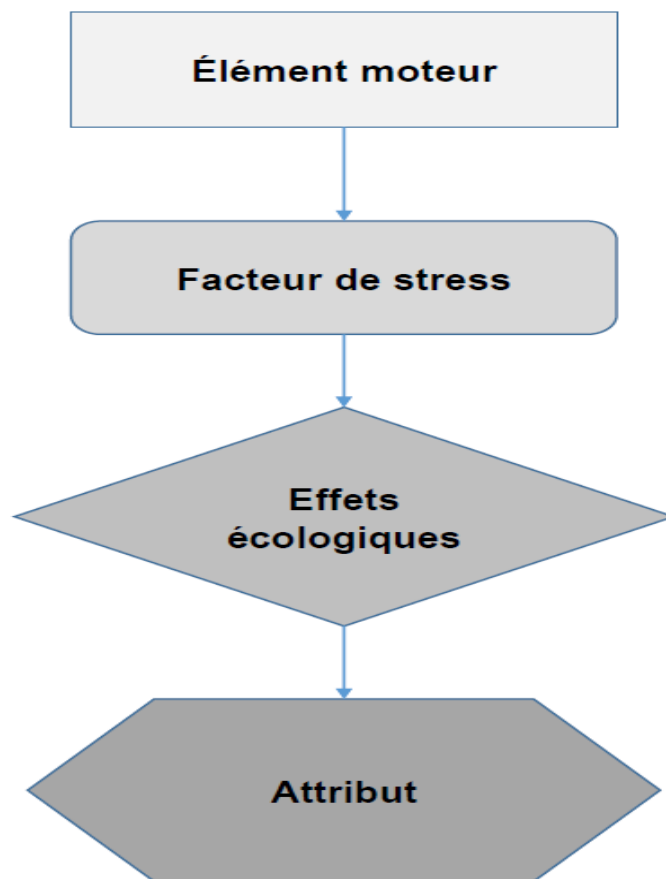 Élément moteur
Facteur de stress
Effets
écologiques
Attribut